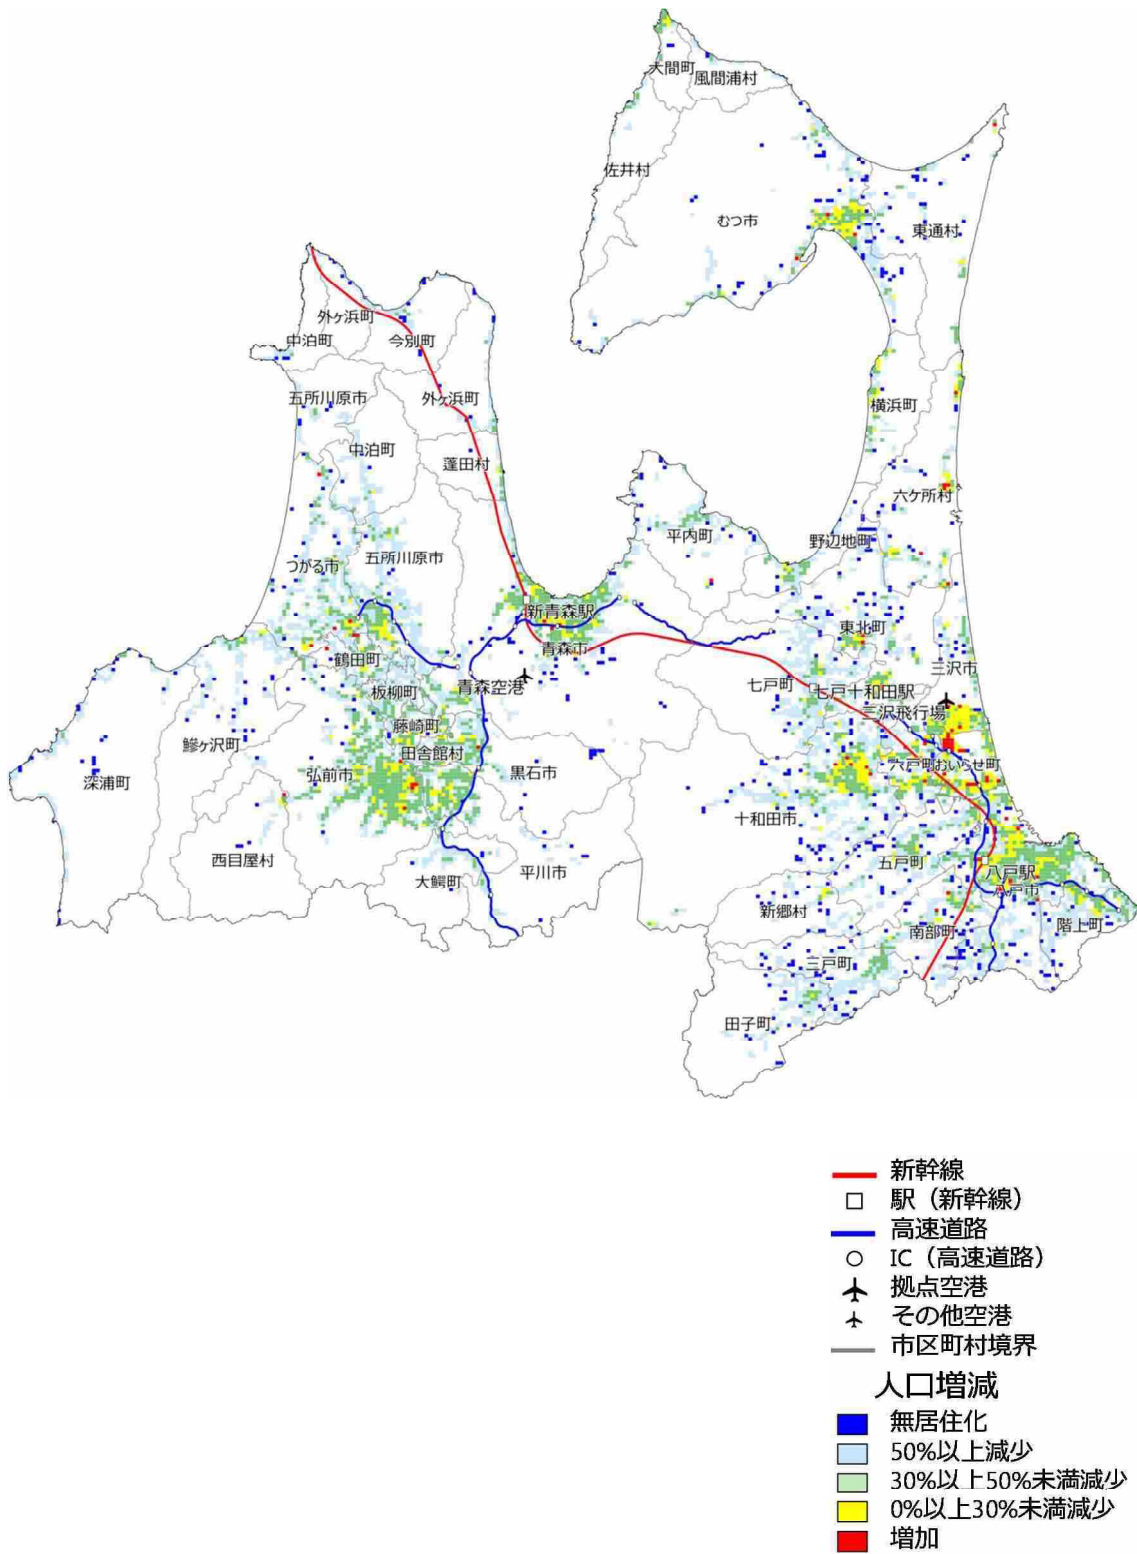 大間町
風間浦村
佐井村
むつ市
東通村
外ヶ浜町
中泊町
今別町
五所川原市
外ヶ浜町
横浜町
中泊町
蓬田村
六ケ所村
平内町
野辺地町
つがる市
五所川原市
新青森駅
東北町
青森市
鶴田町
三沢市
板柳町
青森空港
七戸町
七戸十和田駅
三沢飛行場
藤崎町
鰺ヶ沢町
田舎館村
六戸町
おいらせ町
深浦町
弘前市
黒石市
十和田市
西目屋村
五戸町
大鰐町
平川市
八戸駅
八戸市
新郷村
南部町
階上町
三戸町
田子町
新幹線
駅（新幹線）
高速道路
IC（高速道路）
拠点空港
その他空港
市区町村境界
人口増減
無居住化
50%以上減少
30%以上50%未満減少
0%以上30%未満減少
増加